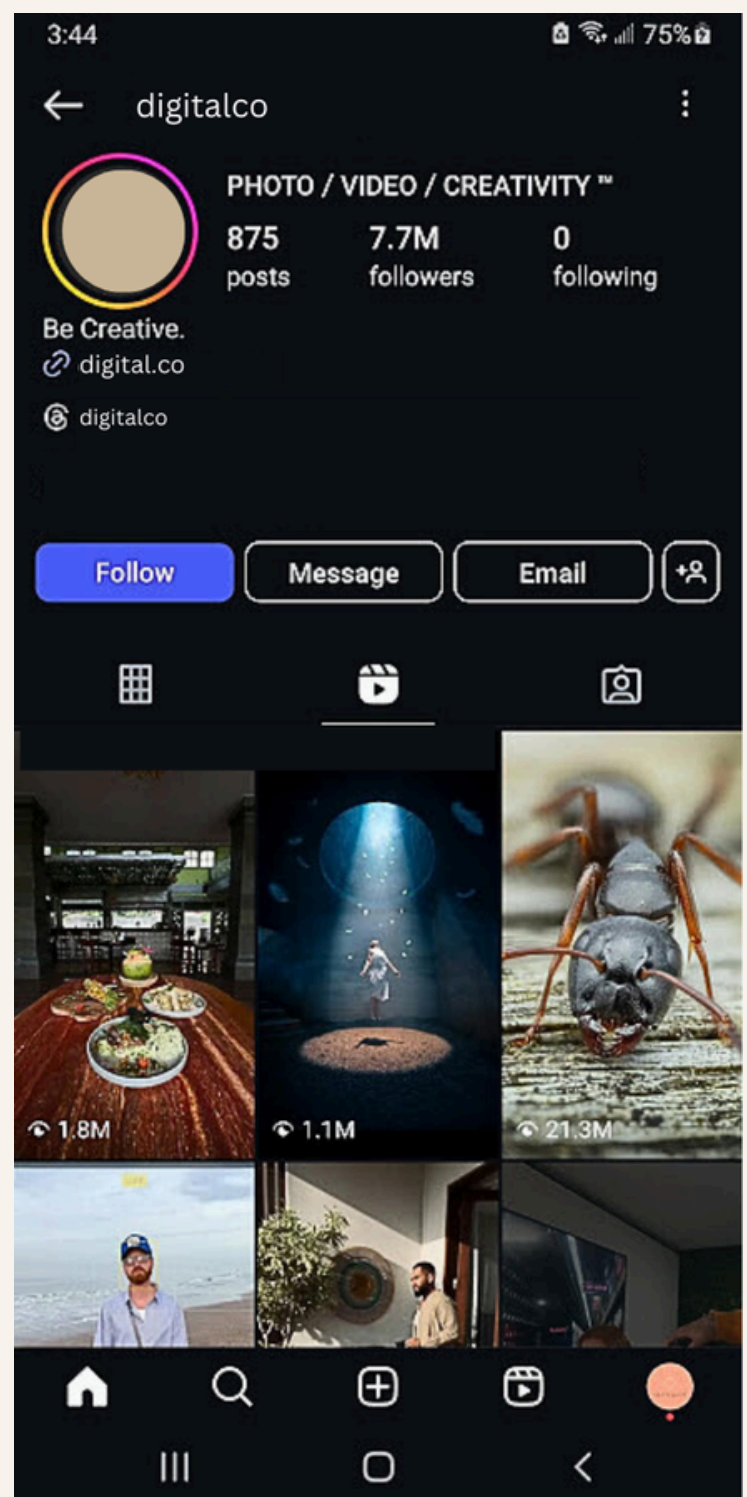 3:44 75%
digitalco
PHOTO / VIDEO / CREATIVITY ™
875 7.7M 0
posts followers following
Be Creative.
digital.co
digitalco
Follow Message Email
1.8M 1.1M 21.3M